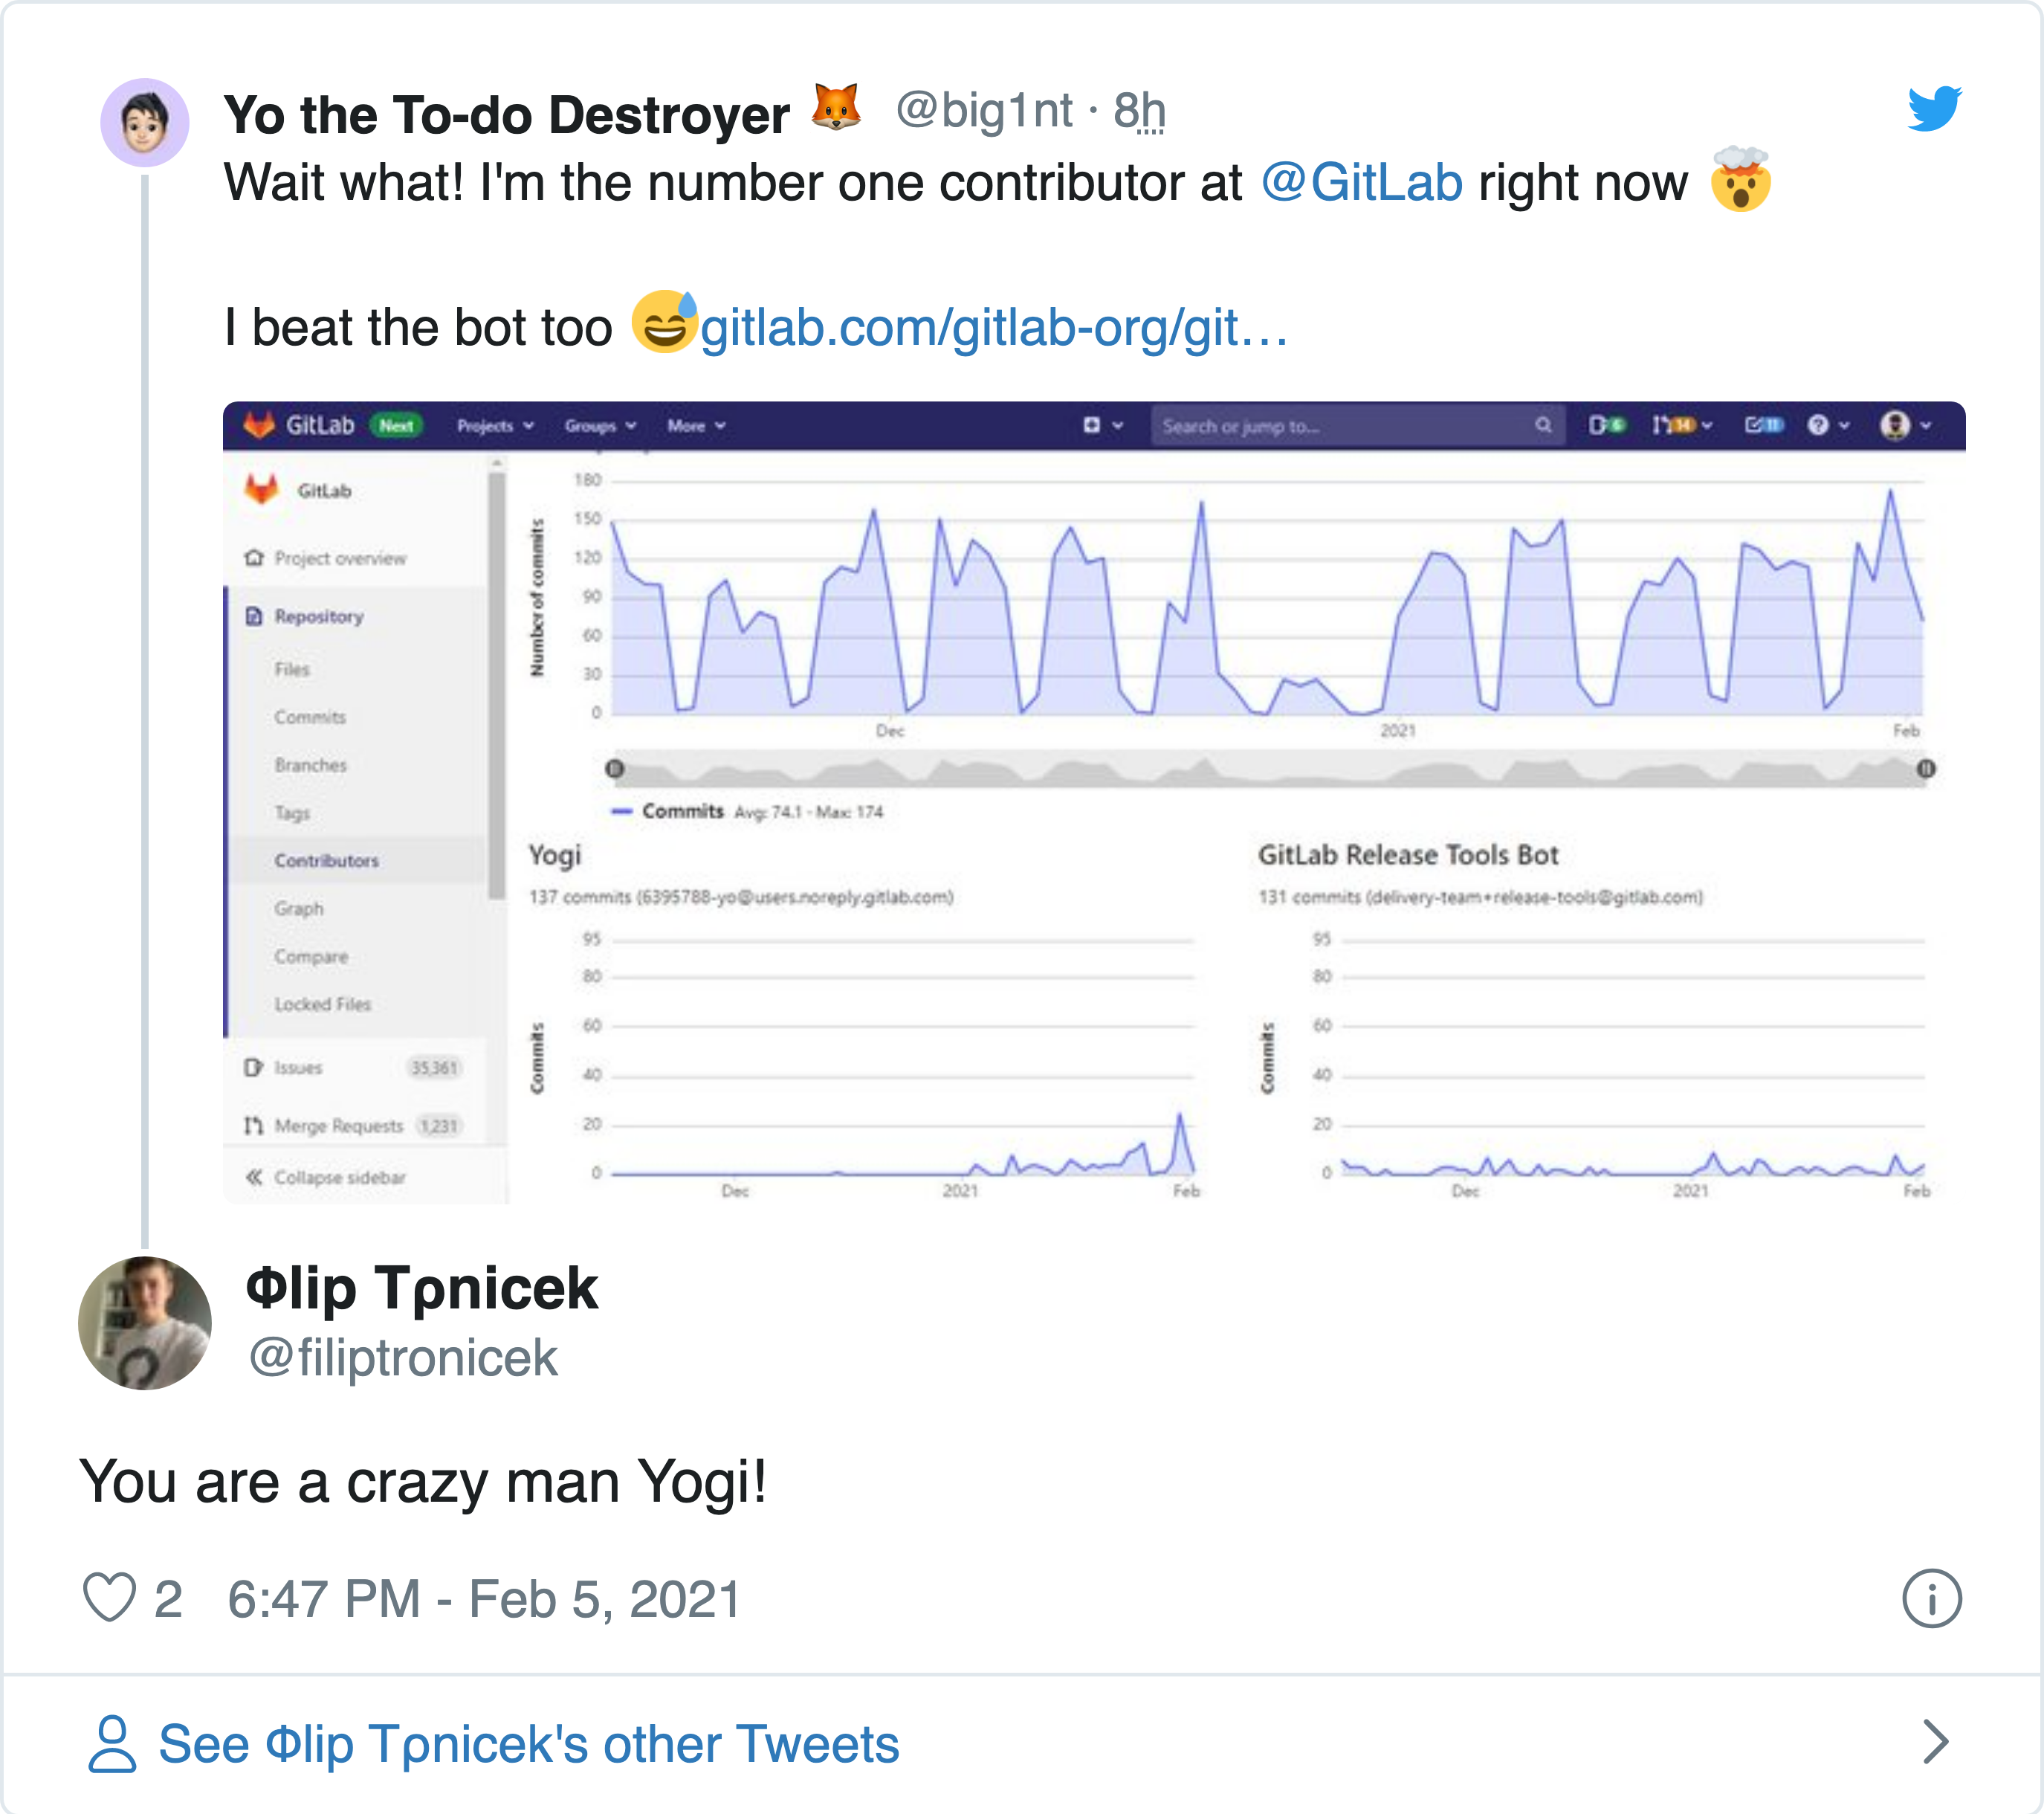 Yo the To-do Destroyer 🦊 @big1nt · 8h
Wait what! I'm the number one contributor at @GitLab right now 🤯
I beat the bot too 😅gitlab.com/gitlab-org/git…
GitLab Next Projects Groups More Search or jump to... 6 14 11
GitLab
Project overview
Repository
Files
Commits
Branches
Tags
Contributors
Graph
Compare
Locked Files
Issues 35,361
Merge Requests 1,231
Collapse sidebar
Number of commits
180
150
120
90
60
30
0
Dec 2021 Feb
Commits Avg: 74.1 · Max: 174
Yogi
137 commits (6395788-yo@users.noreply.gitlab.com)
Commits
95
80
60
40
20
0
Dec 2021 Feb
GitLab Release Tools Bot
131 commits (delivery-team+release-tools@gitlab.com)
Commits
95
80
60
40
20
0
Dec 2021 Feb
Φlip Tρnicek
@filiptronicek
You are a crazy man Yogi!
2 6:47 PM - Feb 5, 2021
See Φlip Tρnicek's other Tweets